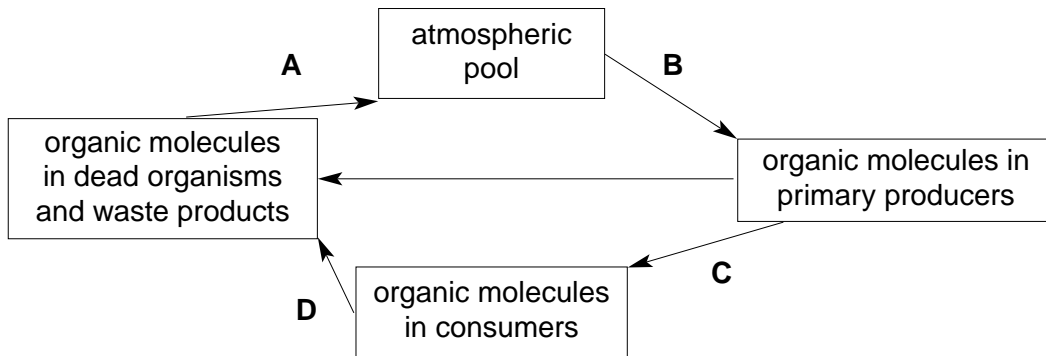 atmospheric
pool
A
B
organic molecules
in dead organisms
and waste products
organic molecules in
primary producers
C
organic molecules
in consumers
D